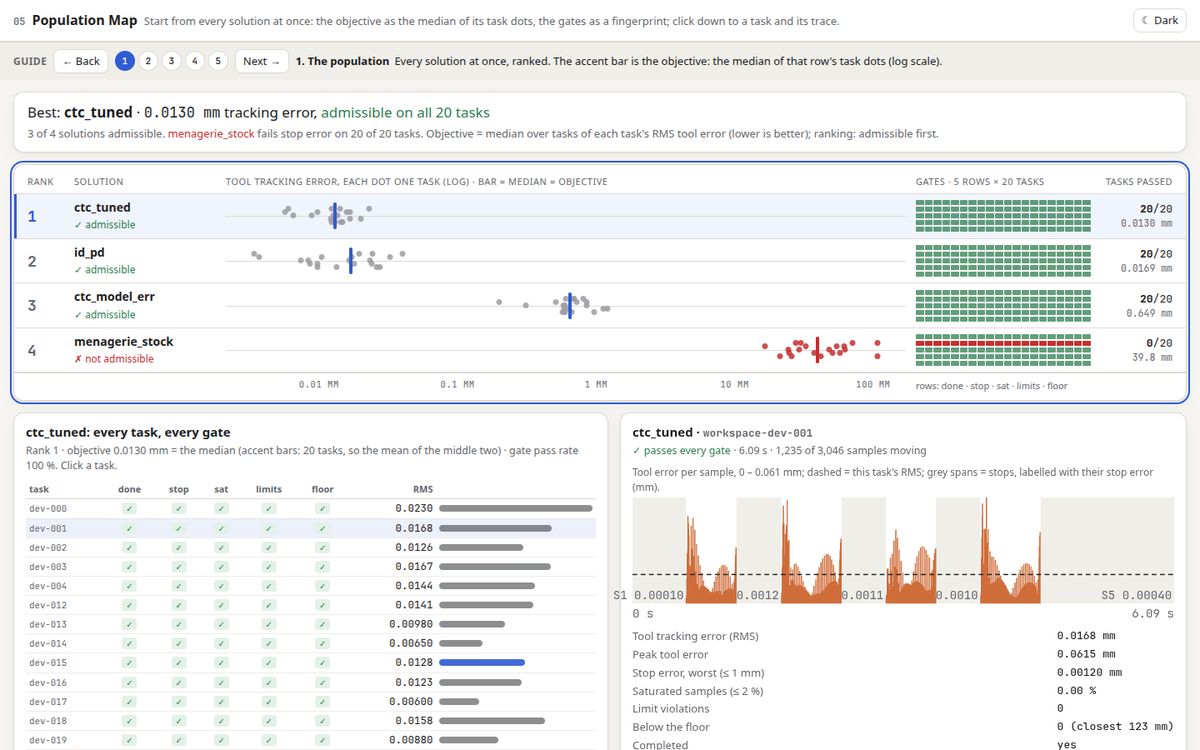 05 Population Map Start from every solution at once: the objective as the median of its task dots, the gates as a fingerprint; click down to a task and its trace. ☾ Dark
GUIDE ← Back 1 2 3 4 5 Next → 1. The population Every solution at once, ranked. The accent bar is the objective: the median of that row's task dots (log scale).
Best: ctc_tuned · 0.0130 mm tracking error, admissible on all 20 tasks
3 of 4 solutions admissible. menagerie_stock fails stop error on 20 of 20 tasks. Objective = median over tasks of each task's RMS tool error (lower is better); ranking: admissible first.
RANK SOLUTION TOOL TRACKING ERROR, EACH DOT ONE TASK (LOG) · BAR = MEDIAN = OBJECTIVE GATES · 5 ROWS × 20 TASKS TASKS PASSED
1 ctc_tuned 20/20
✓ admissible 0.0130 mm
2 id_pd 20/20
✓ admissible 0.0169 mm
3 ctc_model_err 20/20
✓ admissible 0.649 mm
4 menagerie_stock 0/20
✗ not admissible 39.8 mm
0.01 MM 0.1 MM 1 MM 10 MM 100 MM rows: done · stop · sat · limits · floor
ctc_tuned: every task, every gate
Rank 1 · objective 0.0130 mm = the median (accent bars: 20 tasks, so the mean of the middle two) · gate pass rate
100 %. Click a task.
task done stop sat limits floor RMS
dev-000 ✓ ✓ ✓ ✓ ✓ 0.0230
dev-001 ✓ ✓ ✓ ✓ ✓ 0.0168
dev-002 ✓ ✓ ✓ ✓ ✓ 0.0126
dev-003 ✓ ✓ ✓ ✓ ✓ 0.0167
dev-004 ✓ ✓ ✓ ✓ ✓ 0.0144
dev-012 ✓ ✓ ✓ ✓ ✓ 0.0141
dev-013 ✓ ✓ ✓ ✓ ✓ 0.00980
dev-014 ✓ ✓ ✓ ✓ ✓ 0.00650
dev-015 ✓ ✓ ✓ ✓ ✓ 0.0128
dev-016 ✓ ✓ ✓ ✓ ✓ 0.0123
dev-017 ✓ ✓ ✓ ✓ ✓ 0.00600
dev-018 ✓ ✓ ✓ ✓ ✓ 0.0158
dev-019 ✓ ✓ ✓ ✓ ✓ 0.00880
ctc_tuned · workspace-dev-001
✓ passes every gate · 6.09 s · 1,235 of 3,046 samples moving
Tool error per sample, 0 – 0.061 mm; dashed = this task's RMS; grey spans = stops, labelled with their stop error
(mm).
S1 0.00010 0.0012 0.0011 0.0010 S5 0.00040
0 s 6.09 s
Tool tracking error (RMS) 0.0168 mm
Peak tool error 0.0615 mm
Stop error, worst (≤ 1 mm) 0.00120 mm
Saturated samples (≤ 2 %) 0.00 %
Limit violations 0
Below the floor 0 (closest 123 mm)
Completed yes